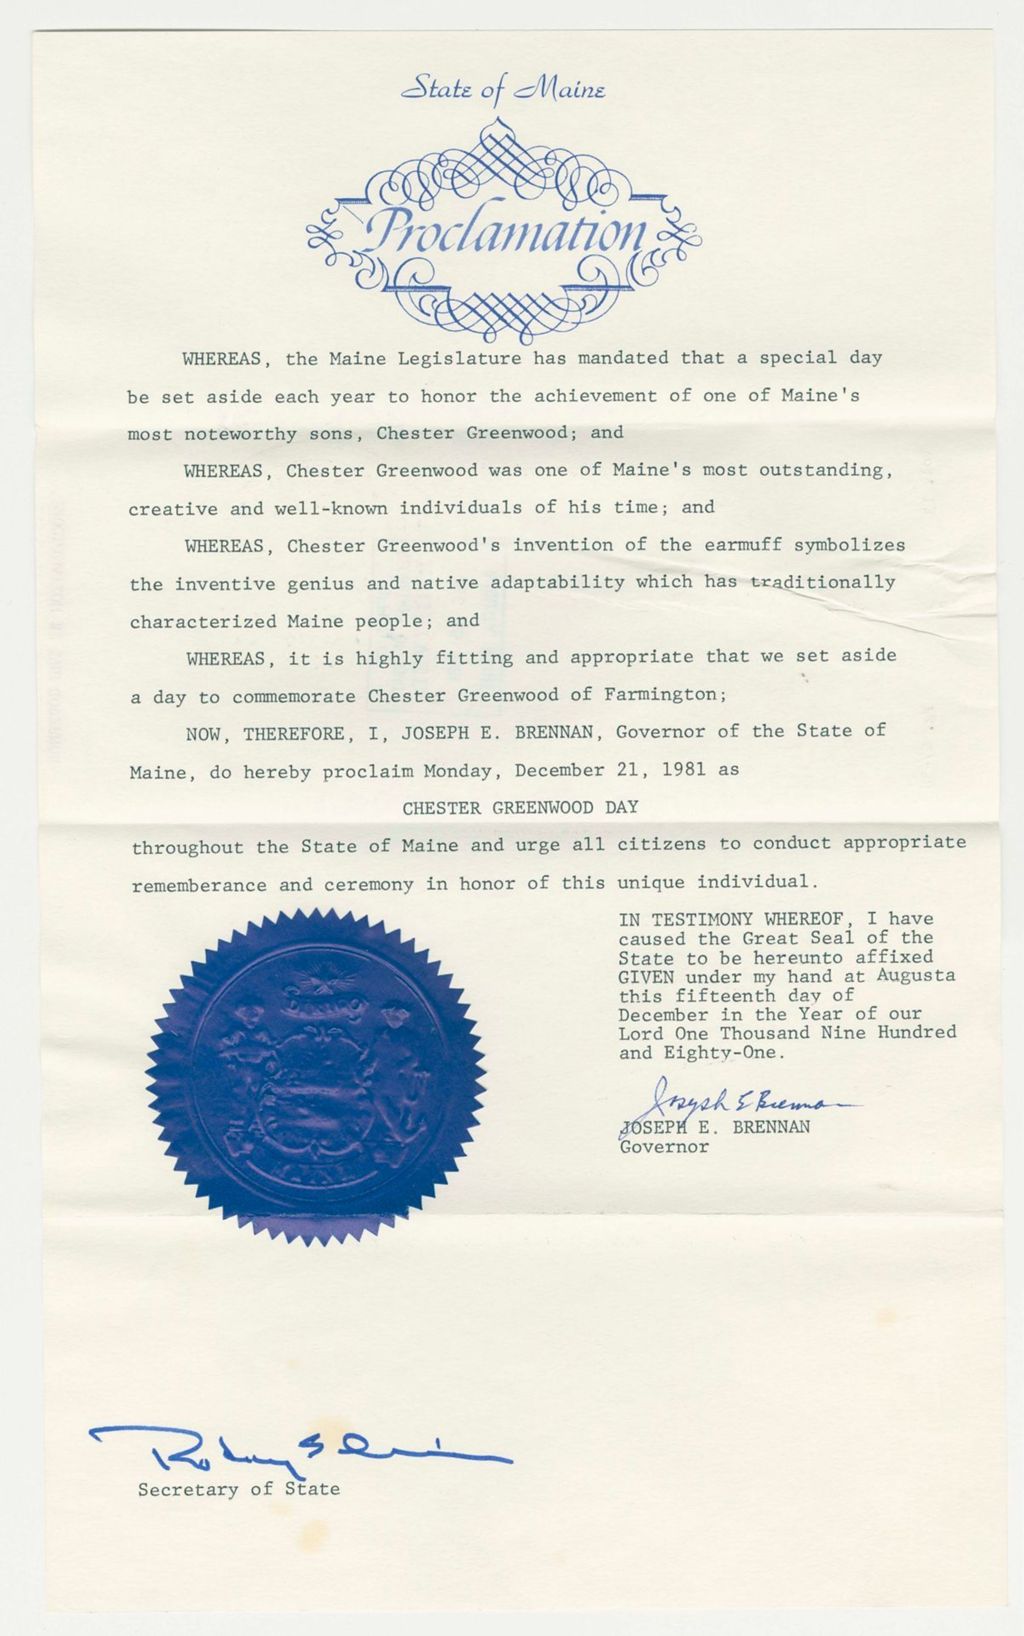 State of Maine
Proclamation
WHEREAS, the Maine Legislature has mandated that a special day
be set aside each year to honor the achievement of one of Maine's
most noteworthy sons, Chester Greenwood; and
WHEREAS, Chester Greenwood was one of Maine's most outstanding,
creative and well-known individuals of his time; and
WHEREAS, Chester Greenwood's invention of the earmuff symbolizes
the inventive genius and native adaptability which has traditionally
characterized Maine people; and
WHEREAS, it is highly fitting and appropriate that we set aside
a day to commemorate Chester Greenwood of Farmington;
NOW, THEREFORE, I, JOSEPH E. BRENNAN, Governor of the State of
Maine, do hereby proclaim Monday, December 21, 1981 as
CHESTER GREENWOOD DAY
throughout the State of Maine and urge all citizens to conduct appropriate
rememberance and ceremony in honor of this unique individual.
IN TESTIMONY WHEREOF, I have
caused the Great Seal of the
State to be hereunto affixed
GIVEN under my hand at Augusta
this fifteenth day of
December in the Year of our
Lord One Thousand Nine Hundred
and Eighty-One.
DIRIGO
MAINE
Joseph E Brennan
JOSEPH E. BRENNAN
Governor
Secretary of State